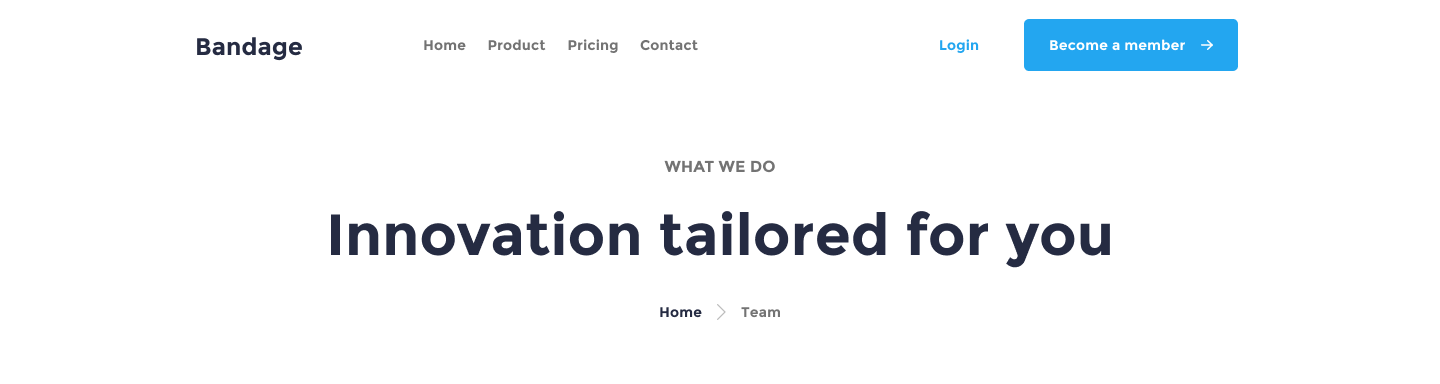 Bandage Home Product Pricing Contact Login Become a member
WHAT WE DO
Innovation tailored for you
Home Team